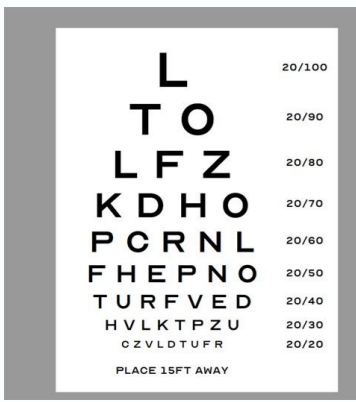 L 20/100
T O 20/90
L F Z 20/80
K D H O 20/70
P C R N L 20/60
F H E P N O 20/50
T U R F V E D 20/40
H V L K T P Z U 20/30
C Z V L D T U F R 20/20
PLACE 15FT AWAY